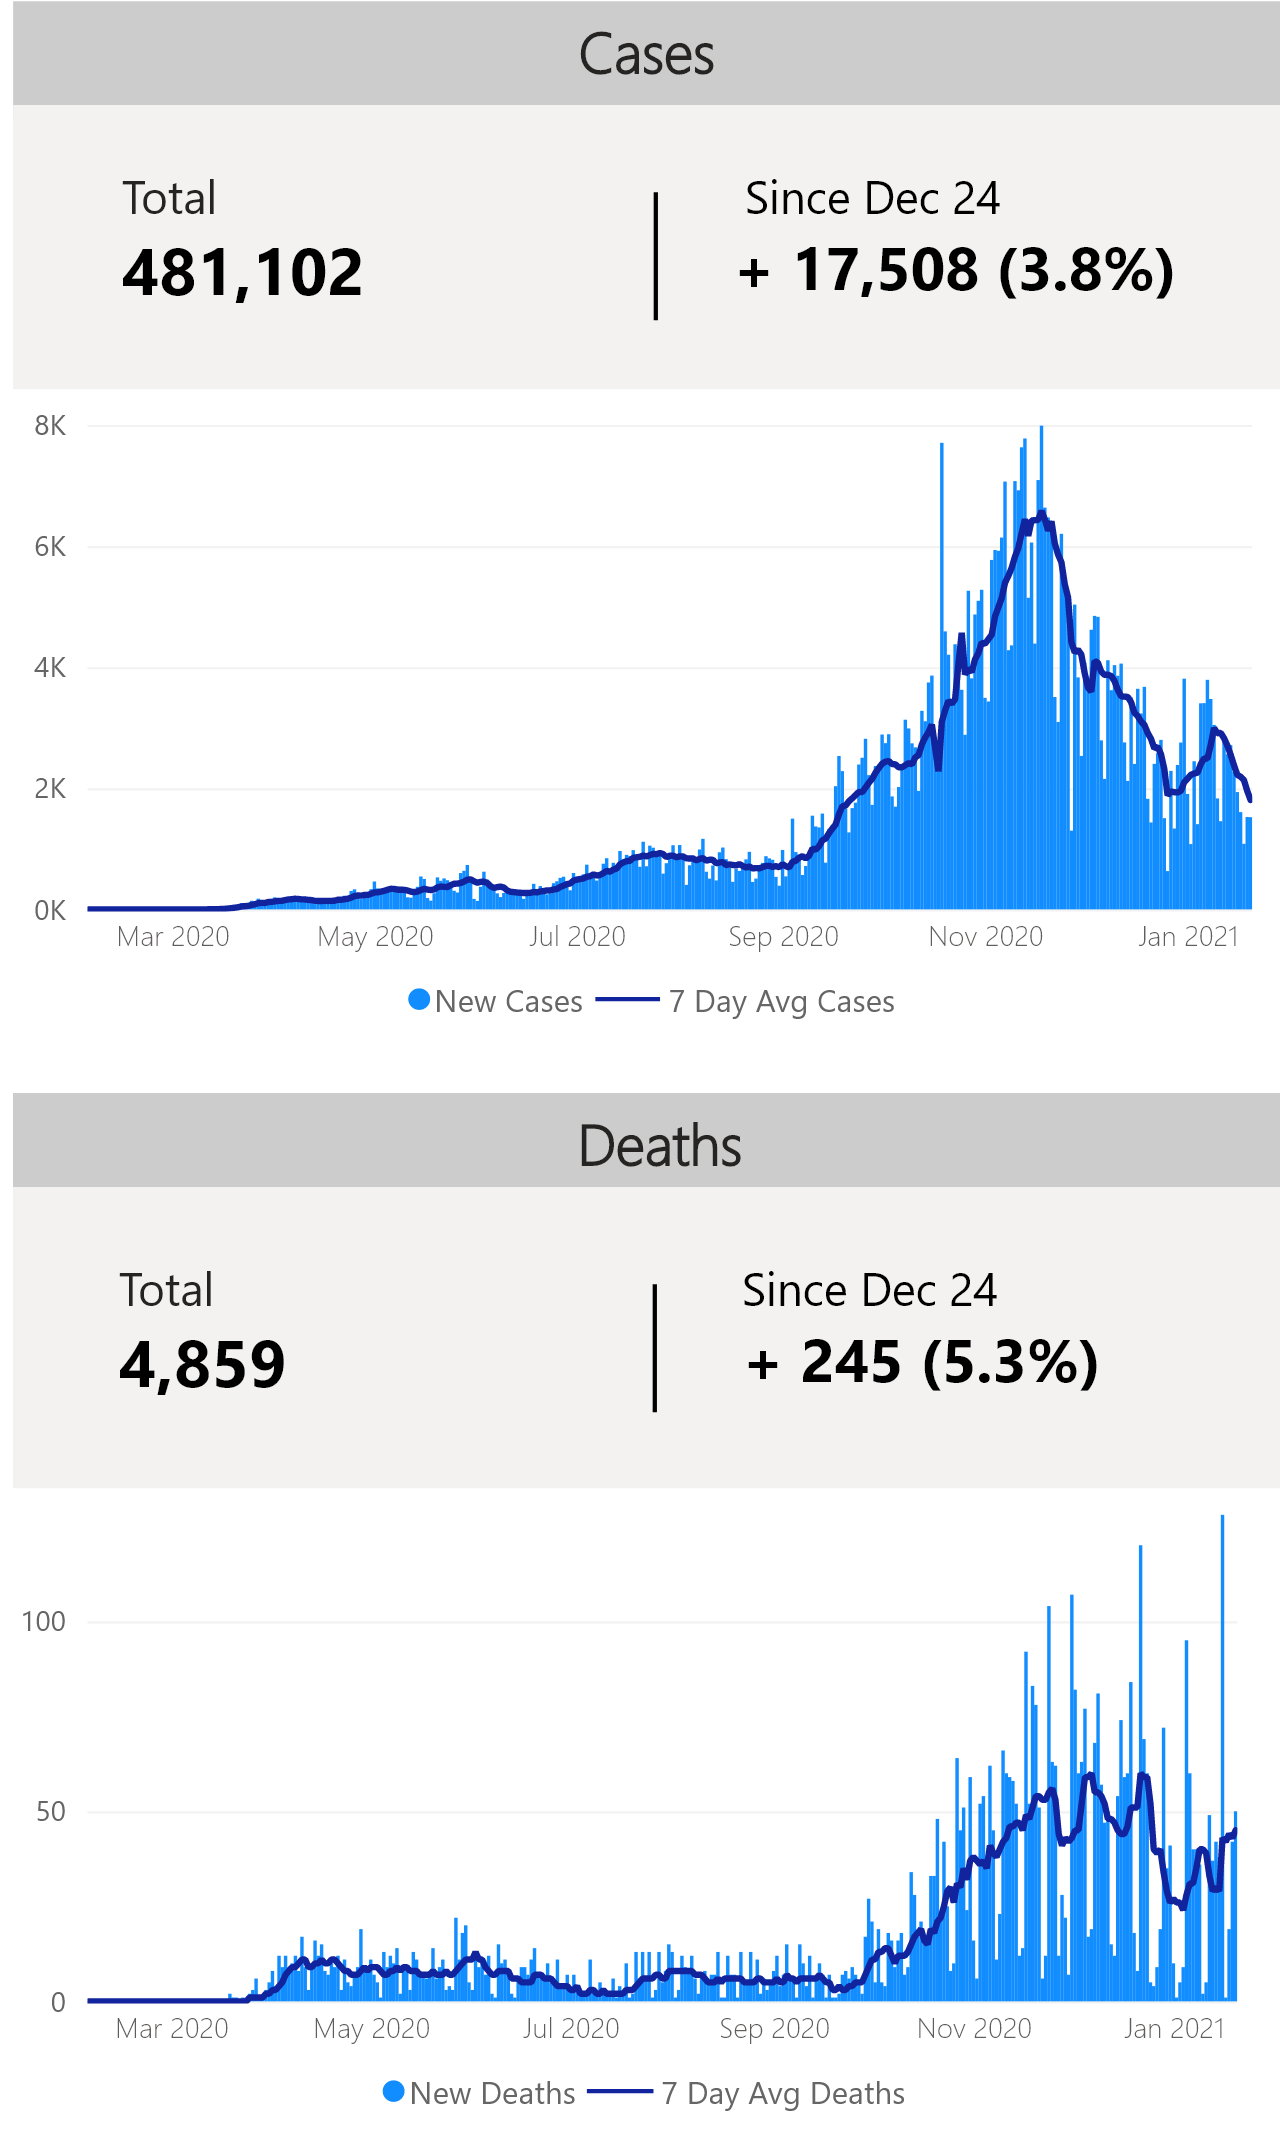 Cases
Total
Since Dec 24
481,102
+ 17,508 (3.8%)
8K
6K
4K
2K
0K
Mar 2020 May 2020 Jul 2020 Sep 2020 Nov 2020 Jan 2021
New Cases 7 Day Avg Cases
Deaths
Total
Since Dec 24
4,859
+ 245 (5.3%)
100
50
0
Mar 2020 May 2020 Jul 2020 Sep 2020 Nov 2020 Jan 2021
New Deaths 7 Day Avg Deaths